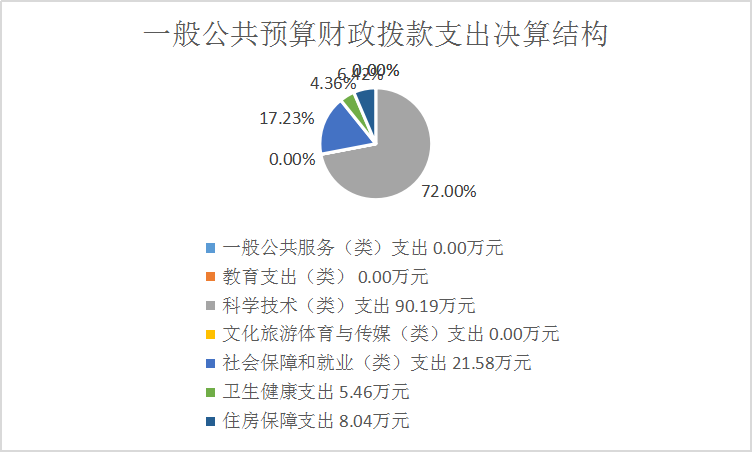 一般公共预算财政拨款支出决算结构
0.00%
6.42%
4.36%
17.23%
0.00%
72.00%
一般公共服务（类）支出 0.00万元
教育支出（类） 0.00万元
科学技术（类）支出 90.19万元
文化旅游体育与传媒（类）支出 0.00万元
社会保障和就业（类）支出 21.58万元
卫生健康支出 5.46万元
住房保障支出 8.04万元